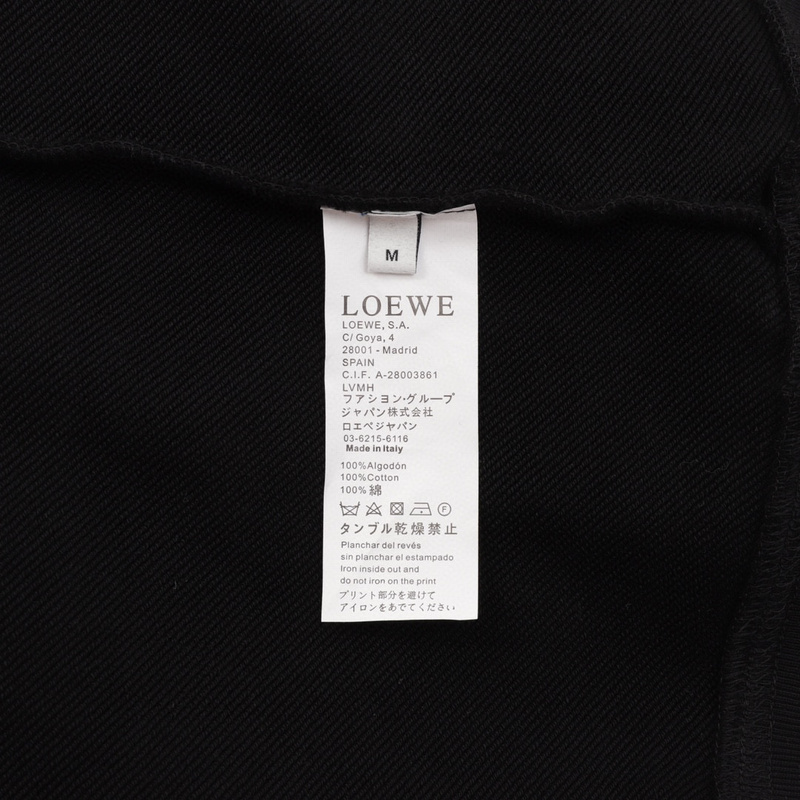 M
LOEWE
LOEWE, S.A.
C/ Goya, 4
28001 - Madrid
SPAIN
C.I.F. A-28003861
LVMH
ファシヨン・グループ
ジャパン株式会社
ロエベジャパン
03-6215-6116
Made in Italy
100%Algodón
100%Cotton
100% 綿
タンブル乾燥禁止
Planchar del revés
sin planchar el estampado
Iron inside out and
do not iron on the print
プリント部分を避けて
アイロンをあでてください